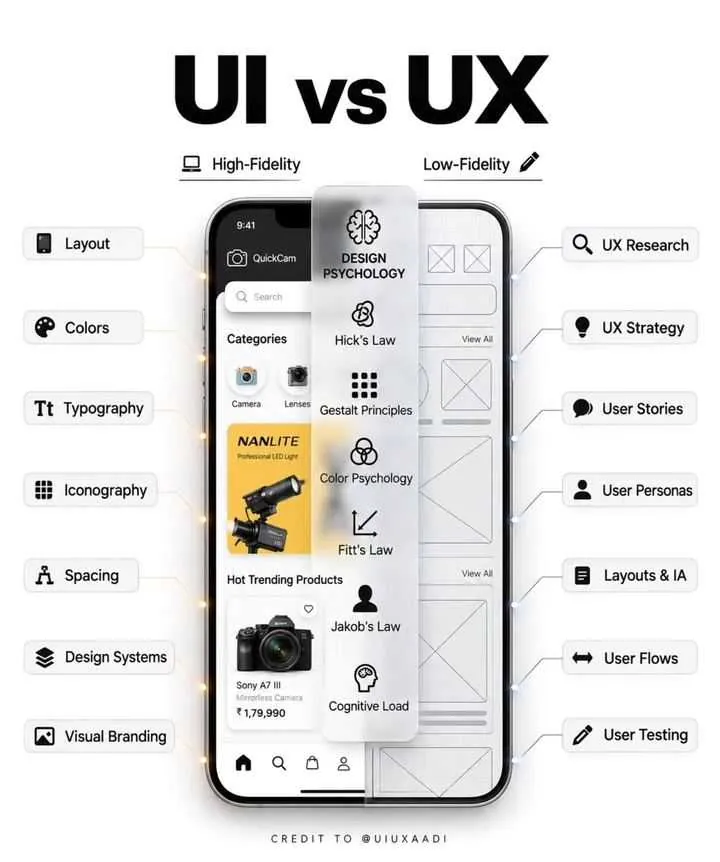 UI vs UX
High-Fidelity
Low-Fidelity
Layout
Colors
Tt Typography
Iconography
Spacing
Design Systems
Visual Branding
9:41
QuickCam
Search
Categories
Camera
Lenses
NANLITE
Professional LED Light
Hot Trending Products
Sony A7 III
Mirrorless Camera
₹ 1,79,990
DESIGN
PSYCHOLOGY
Hick's Law
Gestalt Principles
Color Psychology
Fitt's Law
Jakob's Law
Cognitive Load
View All
View All
UX Research
UX Strategy
User Stories
User Personas
Layouts & IA
User Flows
User Testing
CREDIT TO @UIUXAADI